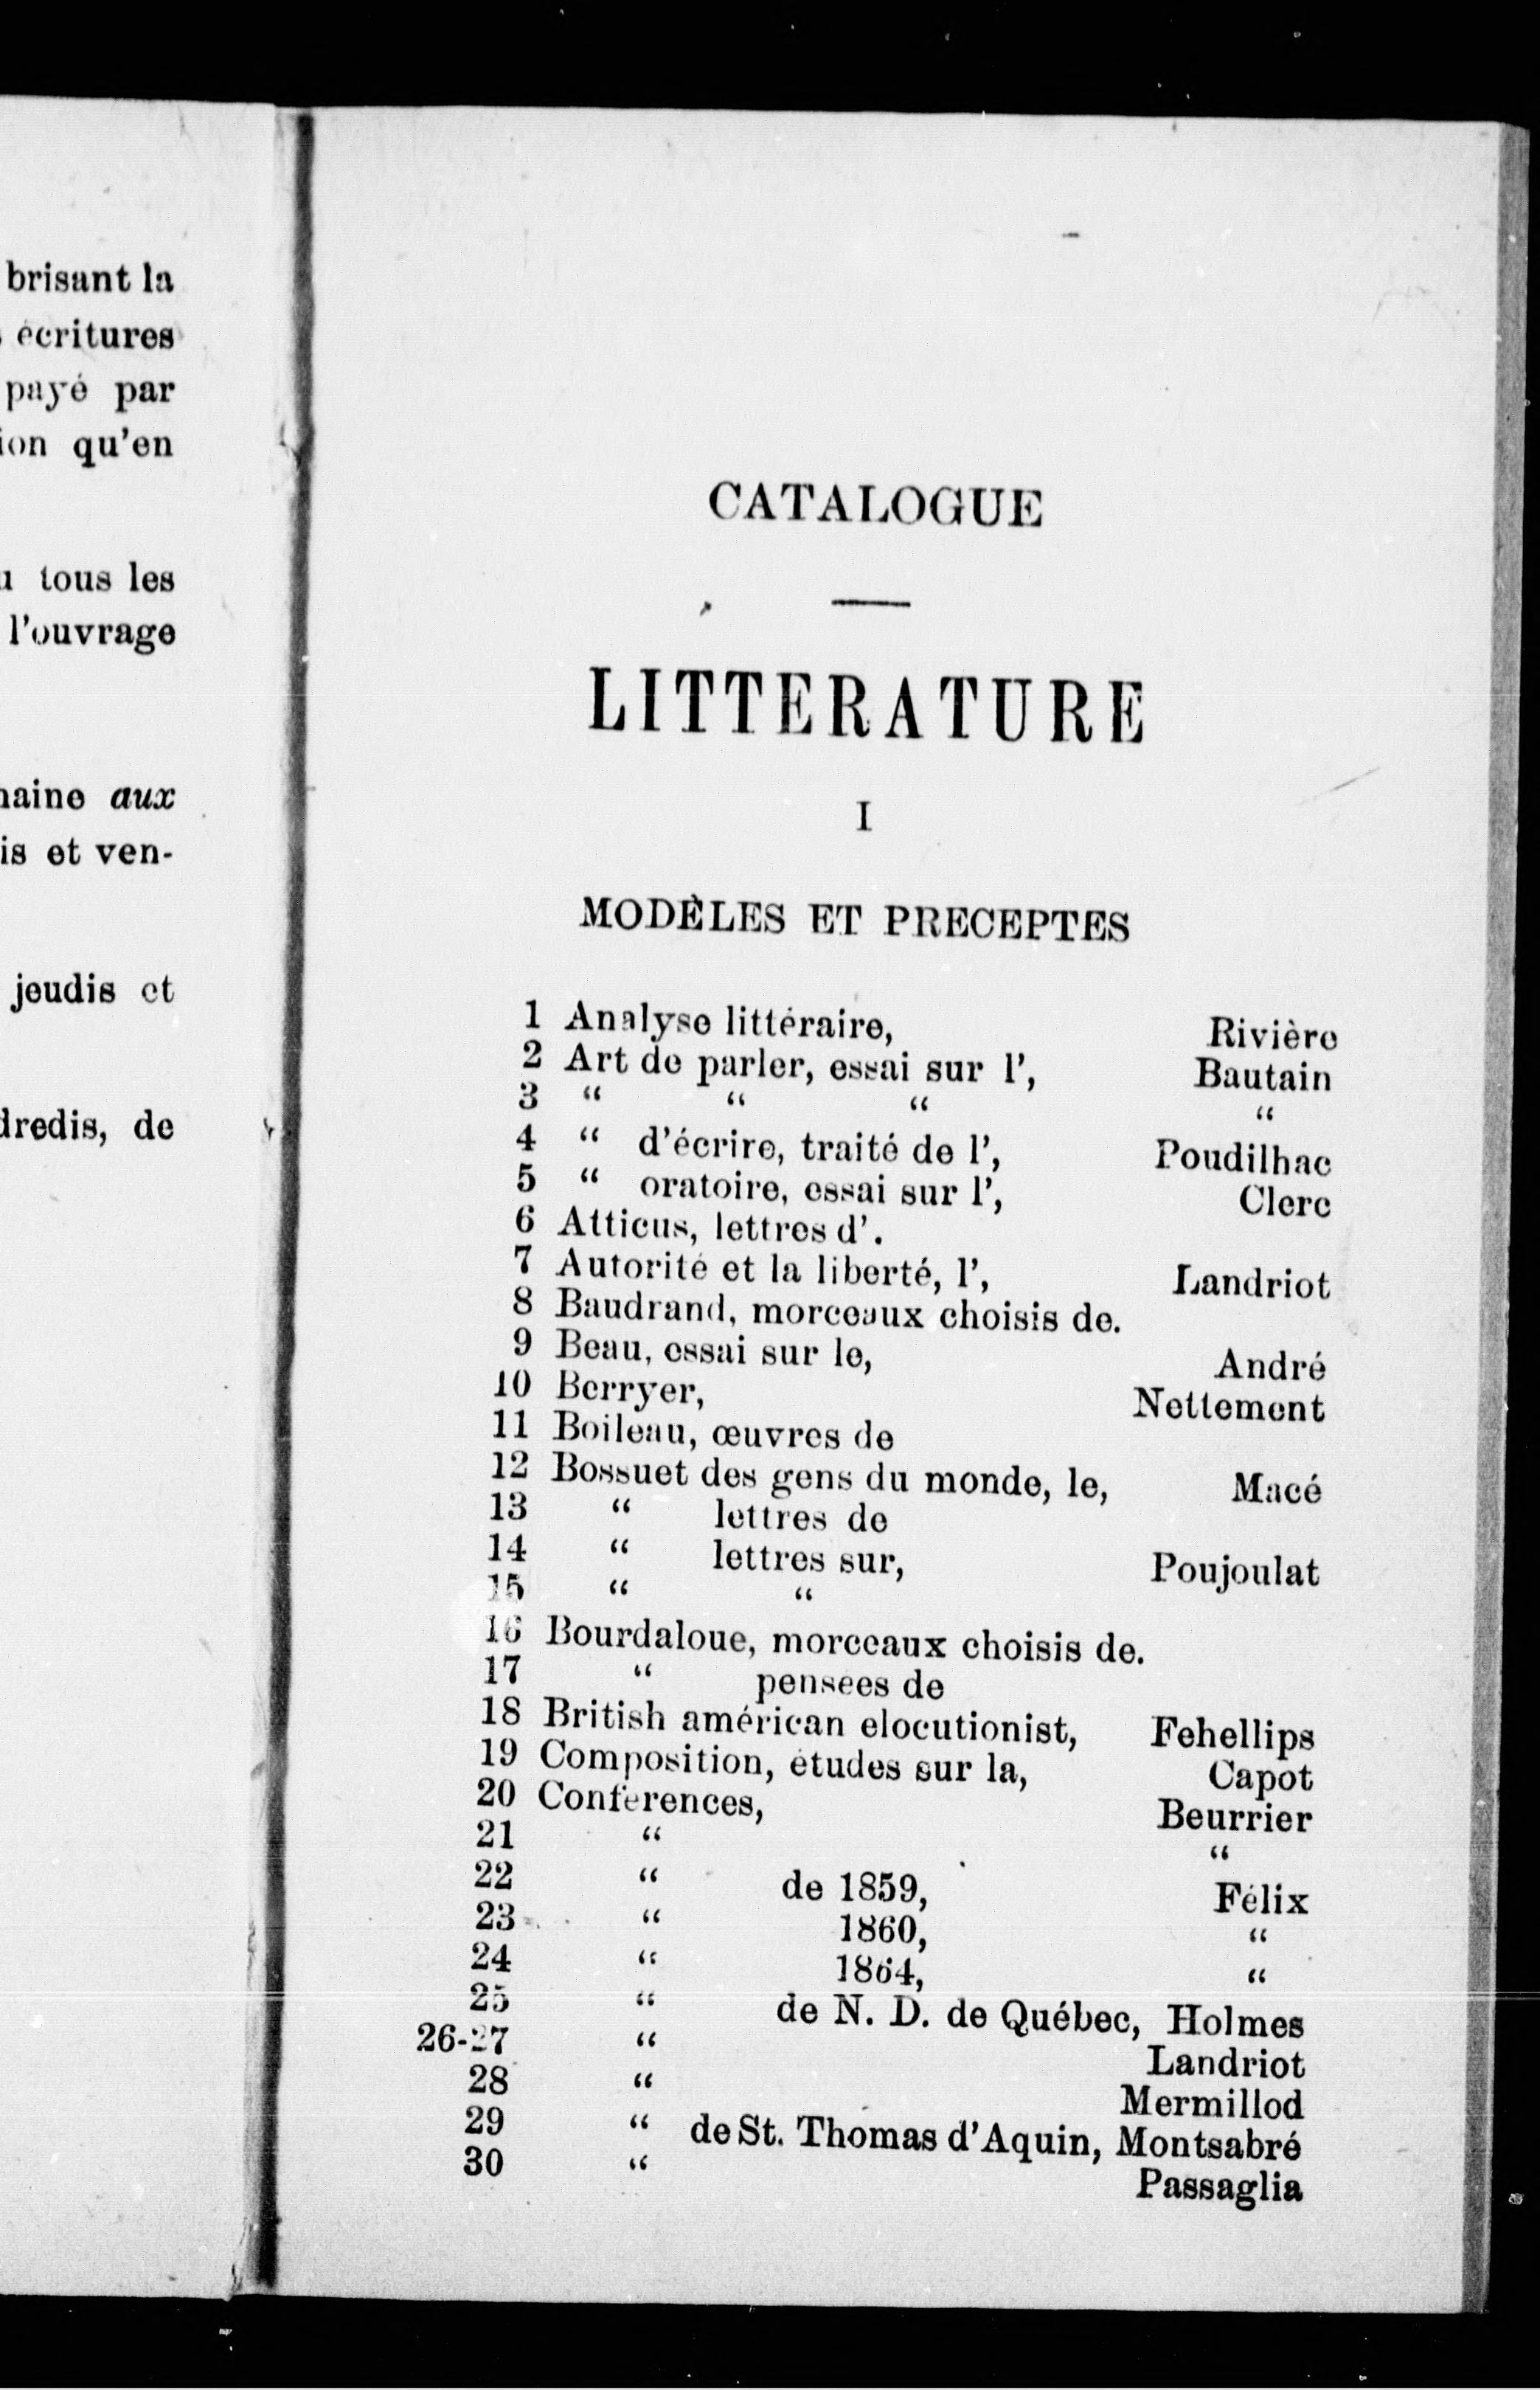 brisant la
écritures
payé par
ion qu'en
tous les
l'ouvrage
aine aux
is et ven-
jeudis et
dredis, de
CATALOGUE
LITTERATURE
I
MODÈLES ET PRECEPTES
1 Analyse littéraire, Rivière
2 Art de parler, essai sur l', Bautain
3 “ “ “ “
4 “ d'écrire, traité de l', Poudilhac
5 “ oratoire, essai sur l', Clerc
6 Atticus, lettres d'.
7 Autorité et la liberté, l', Landriot
8 Baudrand, morceaux choisis de.
9 Beau, essai sur le, André
10 Berryer, Nettement
11 Boileau, œuvres de
12 Bossuet des gens du monde, le, Macé
13 “ lettres de
14 “ lettres sur, Poujoulat
15 “ “
16 Bourdaloue, morceaux choisis de.
17 “ pensées de
18 British américan elocutionist, Fehellips
19 Composition, études sur la, Capot
20 Conférences, Beurrier
21 “ “
22 “ de 1859, Félix
23 “ 1860, “
24 “ 1864, “
25 “ de N. D. de Québec, Holmes
26-27 “ Landriot
28 “ Mermillod
29 “ de St. Thomas d'Aquin, Montsabré
30 “ Passaglia